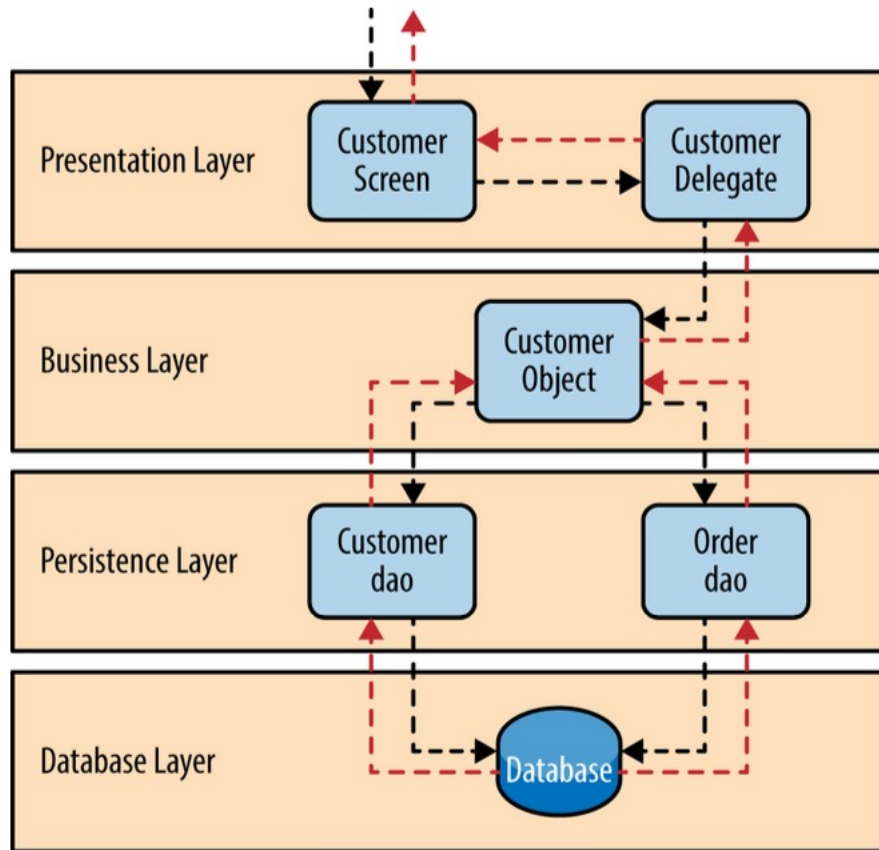 Presentation Layer
Customer
Screen
Customer
Delegate
Business Layer
Customer
Object
Persistence Layer
Customer
dao
Order
dao
Database Layer
Database